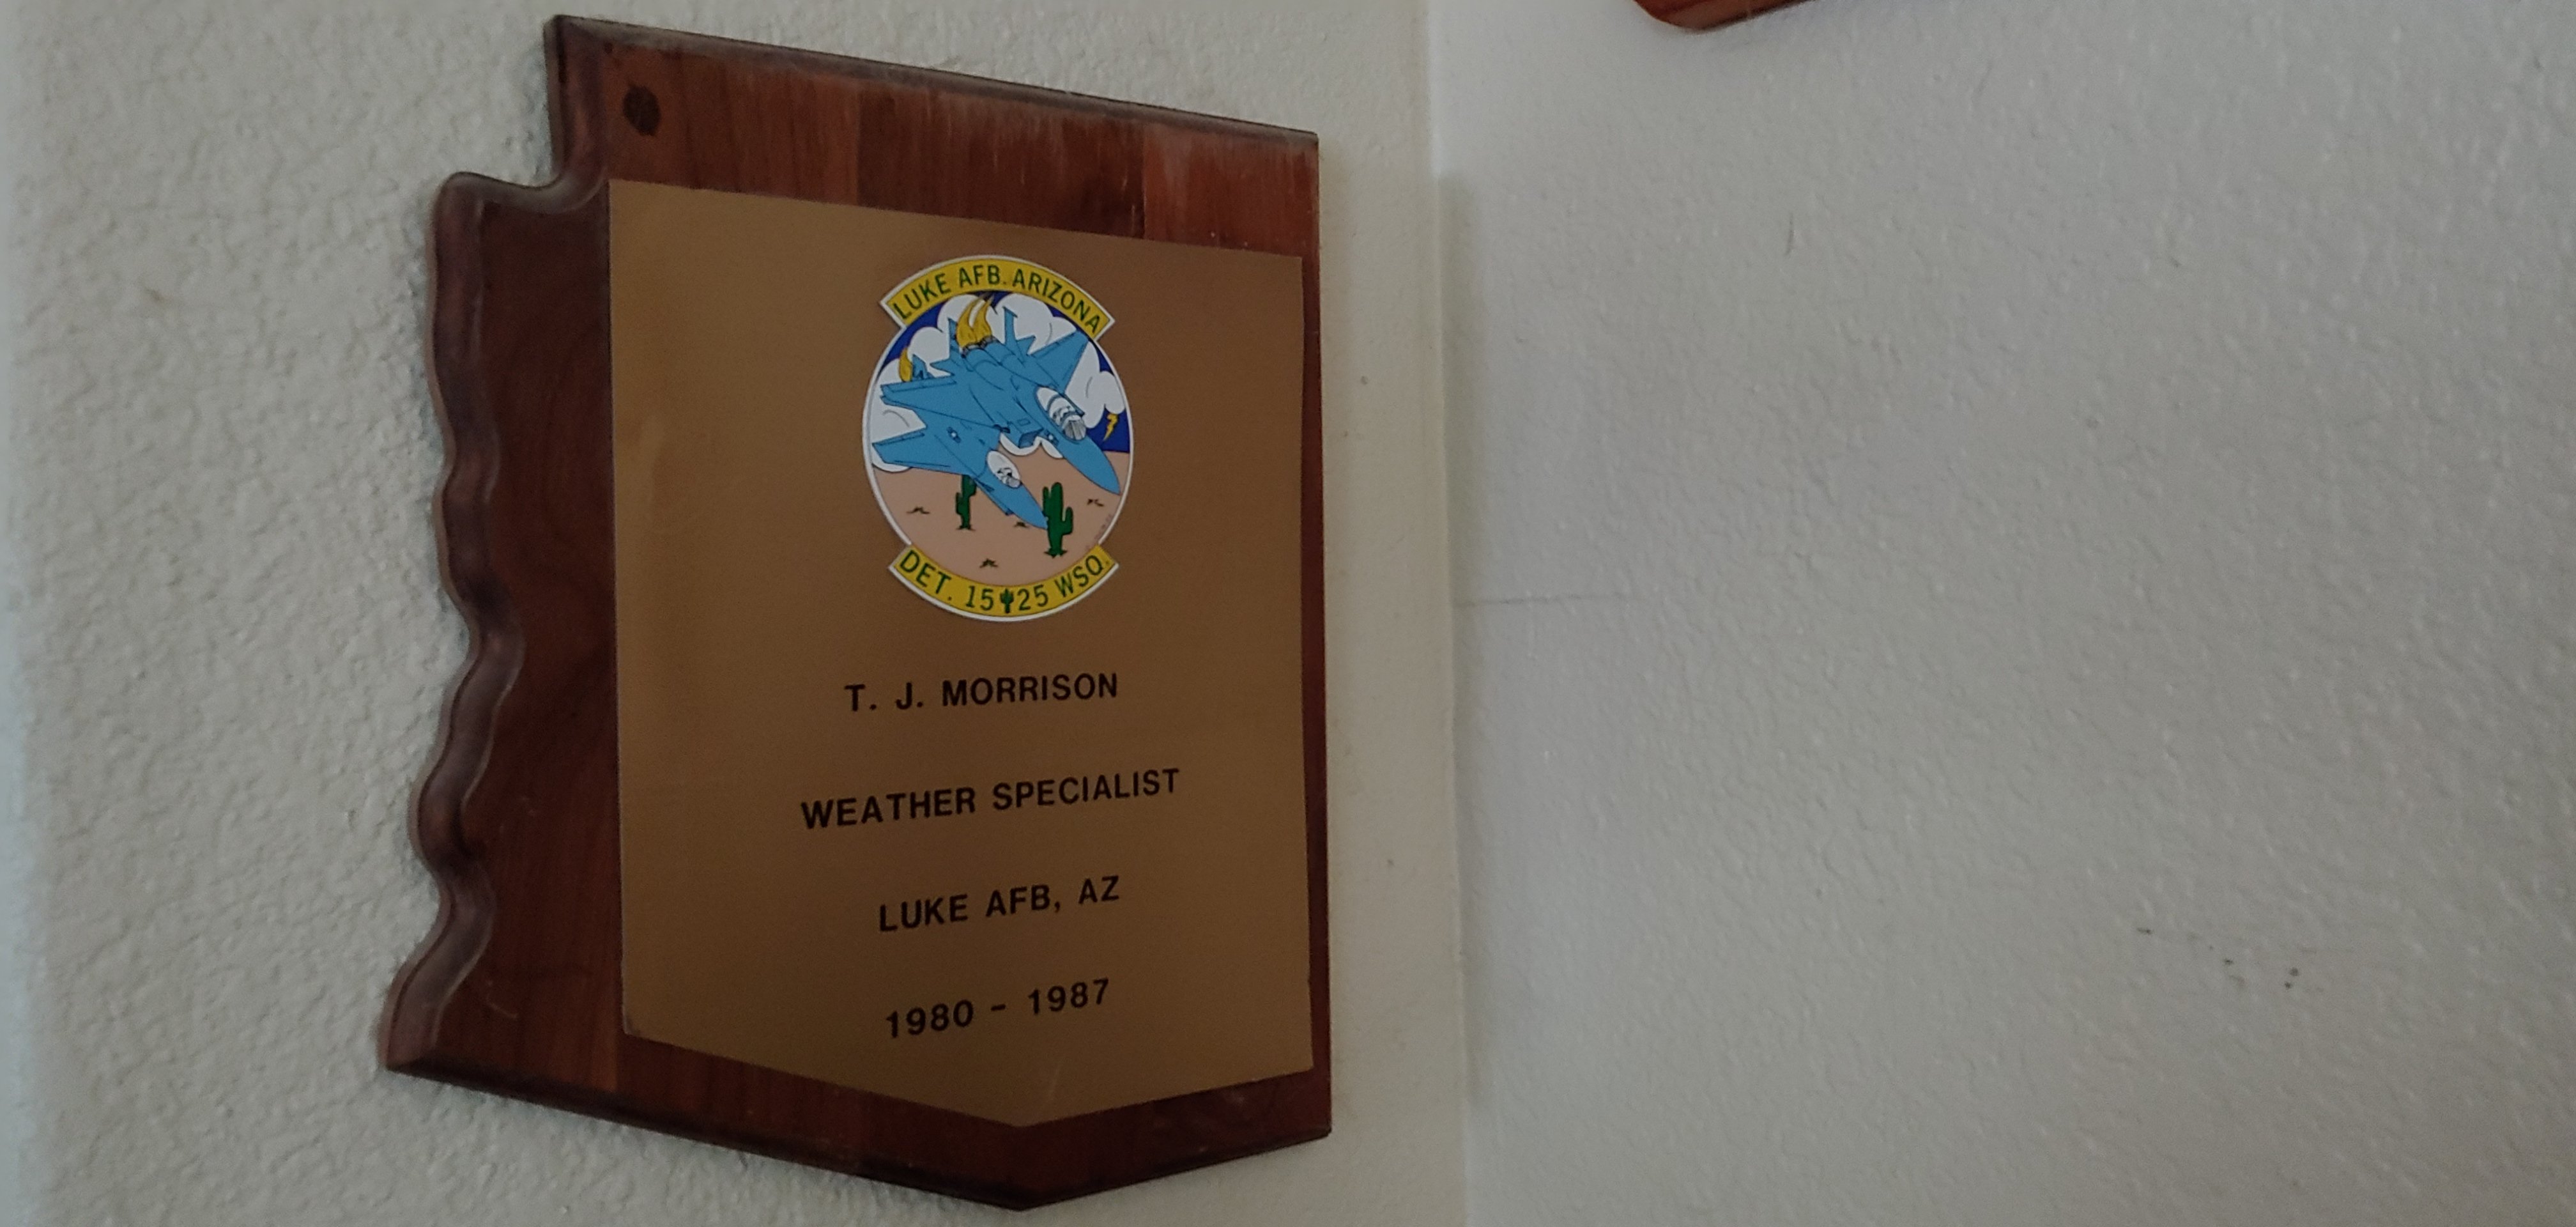 LUKE AFB. ARIZONA
DET. 15 25 WSQ.
T. J. MORRISON
WEATHER SPECIALIST
LUKE AFB, AZ
1980 - 1987